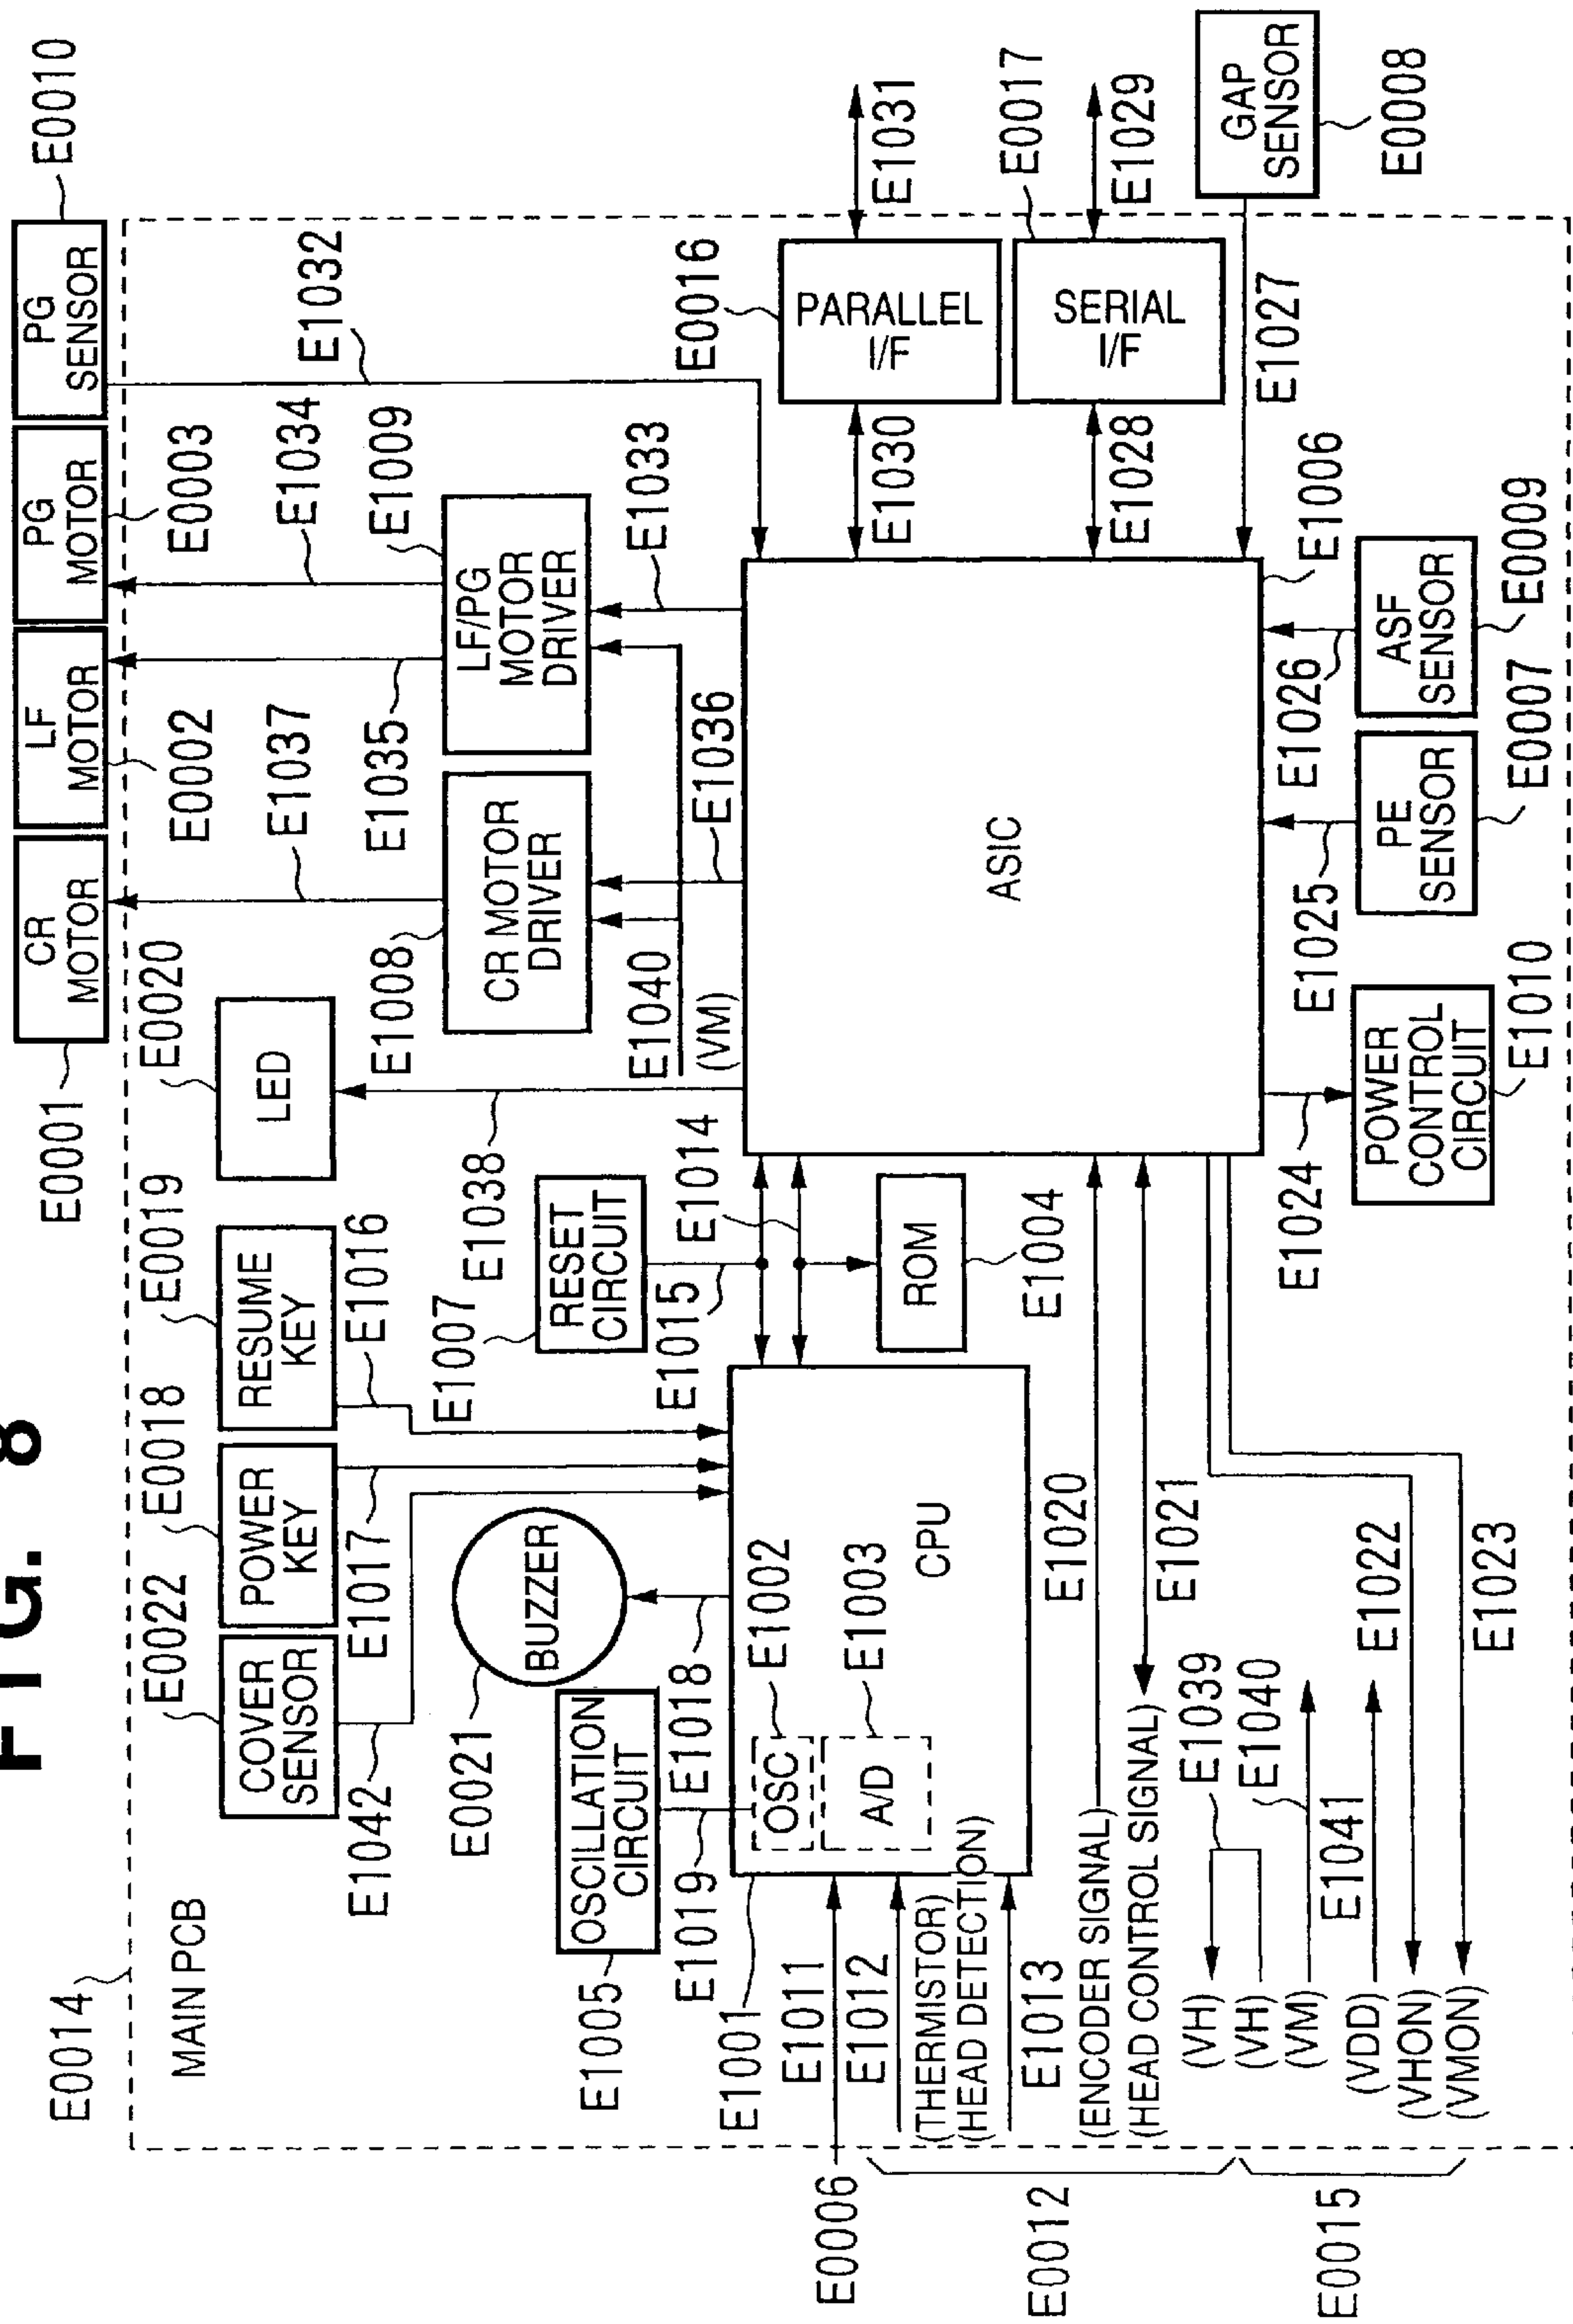 FIG. 8
E0014
MAIN PCB
E0022
COVER
SENSOR
E1042
E0018
POWER
KEY
E1017
E0019
RESUME
KEY
E1016
E0020
LED
E1038
E0001
CR
MOTOR
LF
MOTOR
E0002
PG
MOTOR
E0003
PG
SENSOR
E0010
E1037
E1035
E1034
E1032
E0021
BUZZER
E1018
E1005
OSCILLATION
CIRCUIT
E1019
E1007
RESET
CIRCUIT
E1015
E1014
E1008
CR MOTOR
DRIVER
E1009
LF/PG
MOTOR
DRIVER
E1040
(VM)
E1036
E1033
E1001
OSC
E1002
A/D
E1003
CPU
ROM
E1004
ASIC
E1006
E0016
PARALLEL
I/F
E1030
E1031
E0017
SERIAL
I/F
E1028
E1029
E1027
GAP
SENSOR
E0008
E0006
E1011
E1012
(THERMISTOR)
(HEAD DETECTION)
E1013
E0012
(ENCODER SIGNAL)
E1020
(HEAD CONTROL SIGNAL)
E1021
E0015
(VH)
(VH)
E1039
(VM)
E1040
(VDD)
E1041
(VHON)
E1022
(VMON)
E1023
E1024
POWER
CONTROL
CIRCUIT
E1010
E1025
PE
SENSOR
E0007
E1026
ASF
SENSOR
E0009